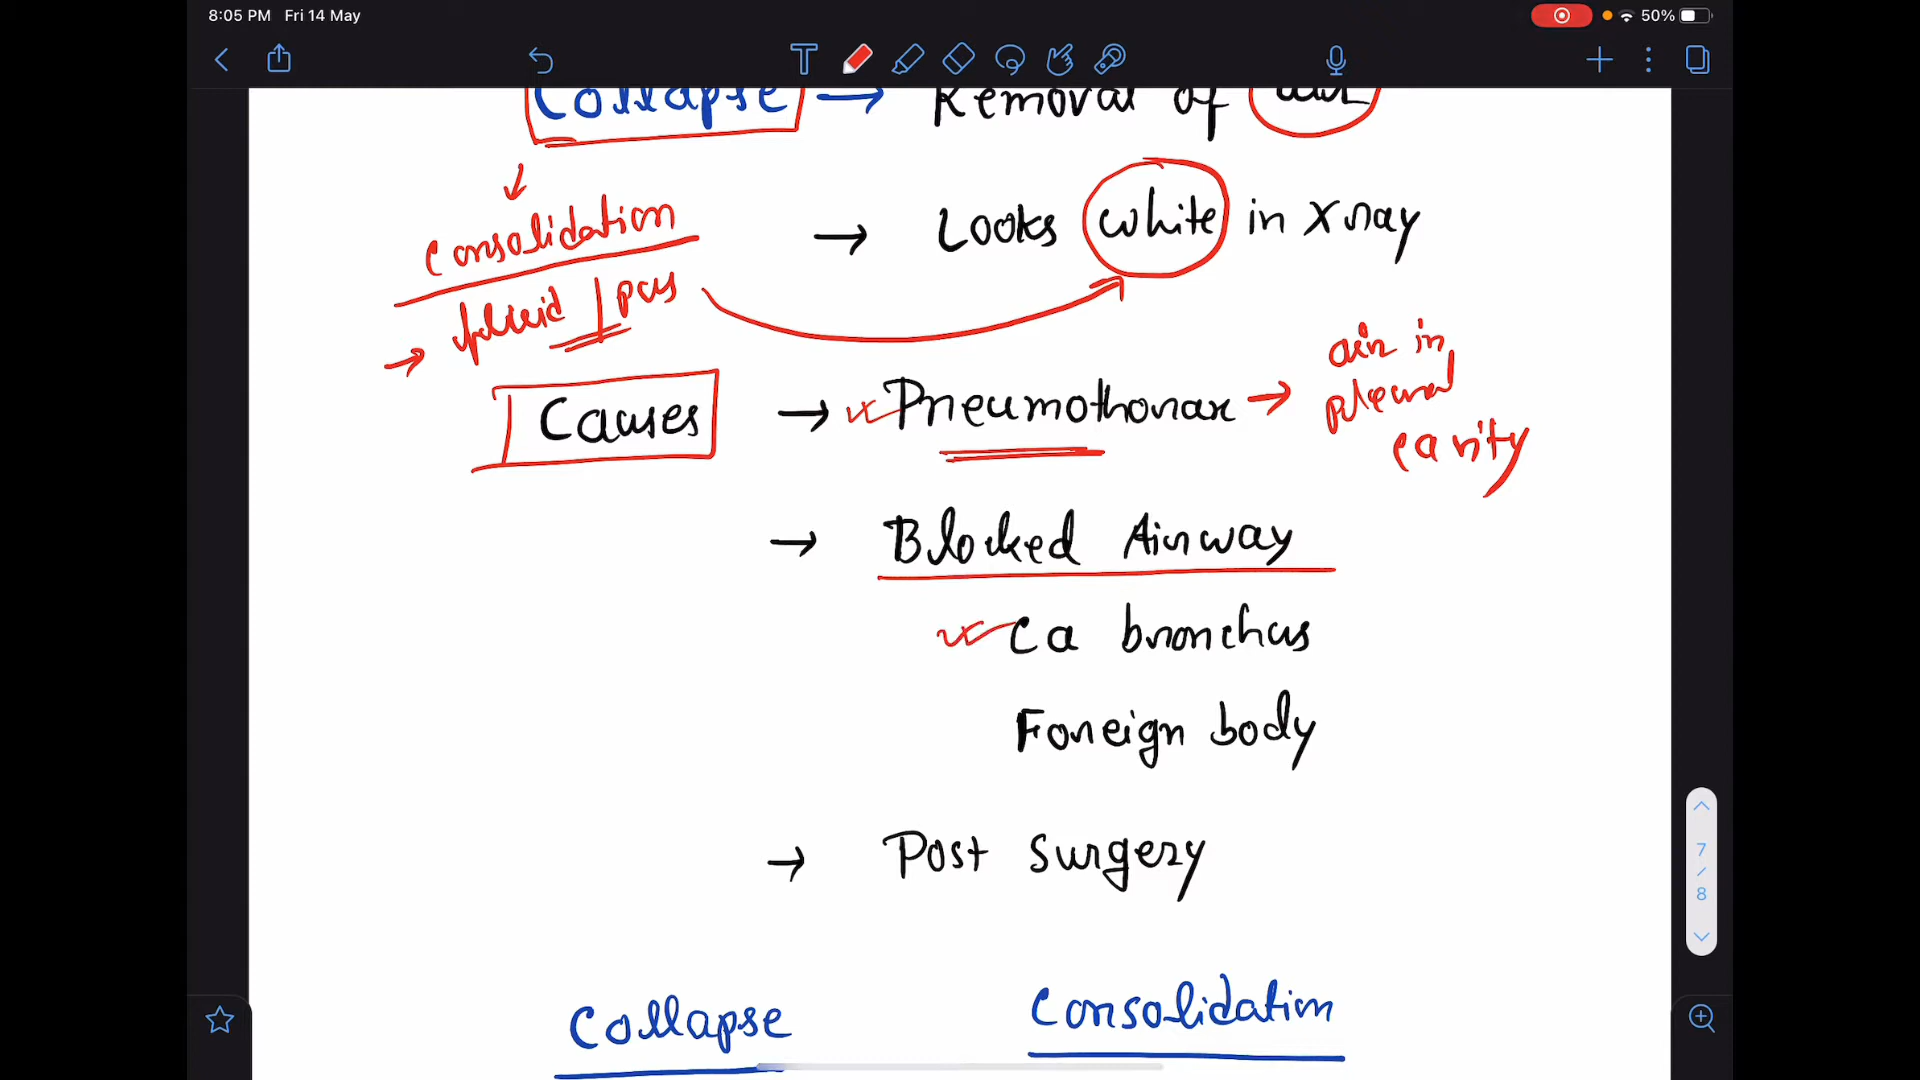 8:05 PM Fri 14 May
50%
Collapse → Removal of air
↓
Consolidation
→ Looks white in Xray
→ fluid / pus
Causes → Pneumothorax → air in pleural cavity
→ Blocked Airway
Ca bronchus
Foreign body
→ Post Surgery
7
/
8
Collapse Consolidation